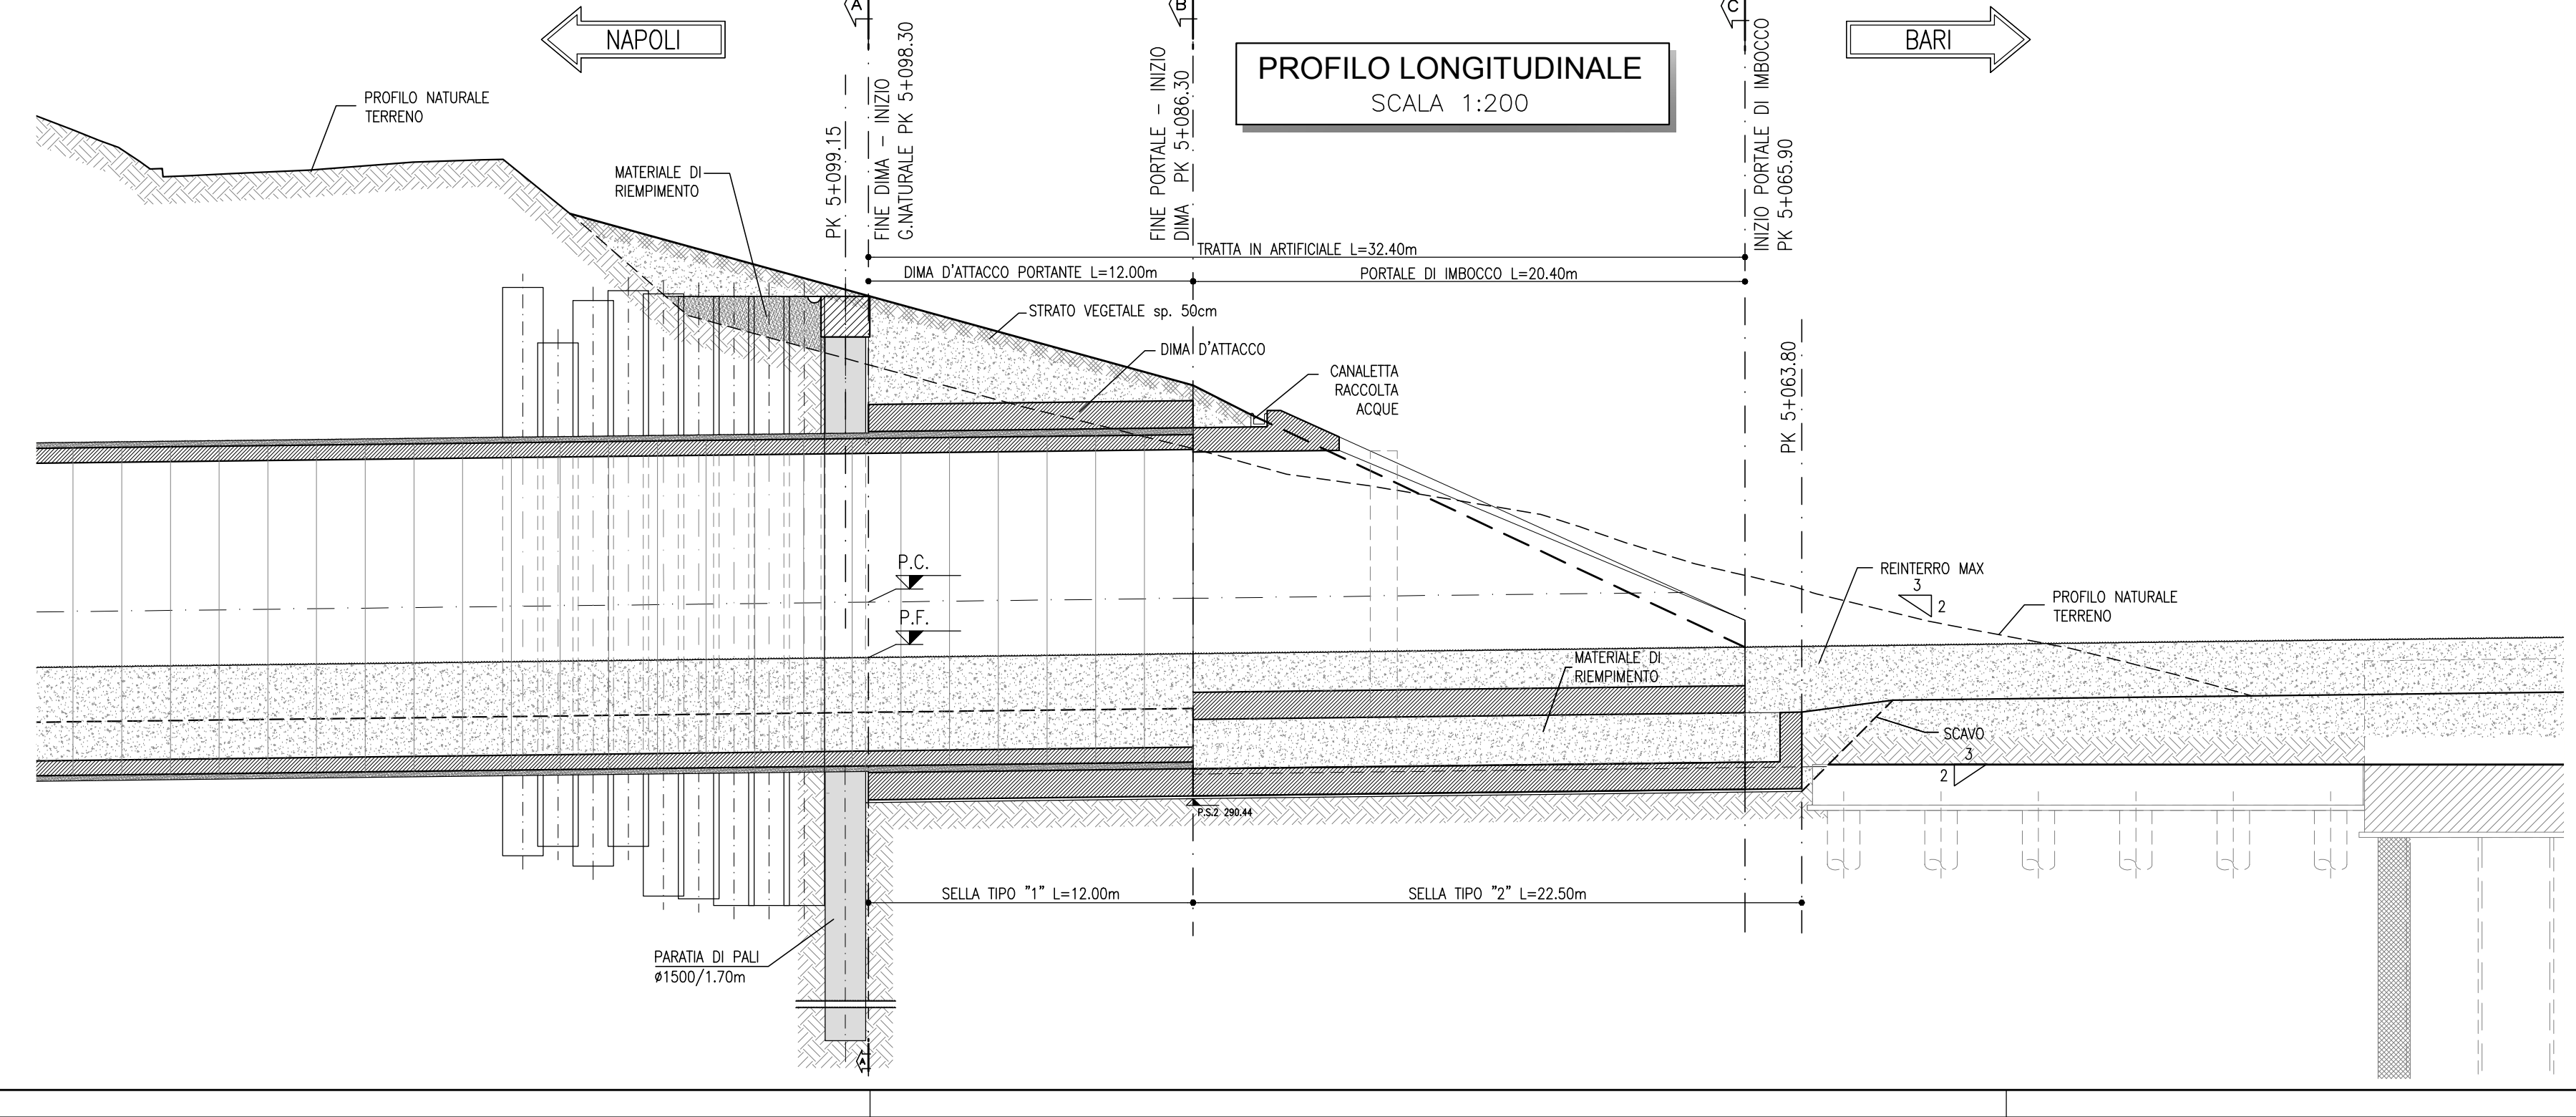 NAPOLI
A
B
C
BARI
PROFILO LONGITUDINALE
SCALA 1:200
PROFILO NATURALE
TERRENO
MATERIALE DI
RIEMPIMENTO
PK 5+099.15
FINE DIMA - INIZIO
G.NATURALE PK 5+098.30
FINE PORTALE - INIZIO
DIMA PK 5+086.30
INIZIO PORTALE DI IMBOCCO
PK 5+065.90
TRATTA IN ARTIFICIALE L=32.40m
DIMA D'ATTACCO PORTANTE L=12.00m
PORTALE DI IMBOCCO L=20.40m
STRATO VEGETALE sp. 50cm
DIMA D'ATTACCO
CANALETTA
RACCOLTA
ACQUE
PK 5+063.80
P.C.
P.F.
REINTERRO MAX
3
2
PROFILO NATURALE
TERRENO
MATERIALE DI
RIEMPIMENTO
SCAVO
3
2
P.S.2 290.44
SELLA TIPO "1" L=12.00m
SELLA TIPO "2" L=22.50m
PARATIA DI PALI
ø1500/1.70m
A